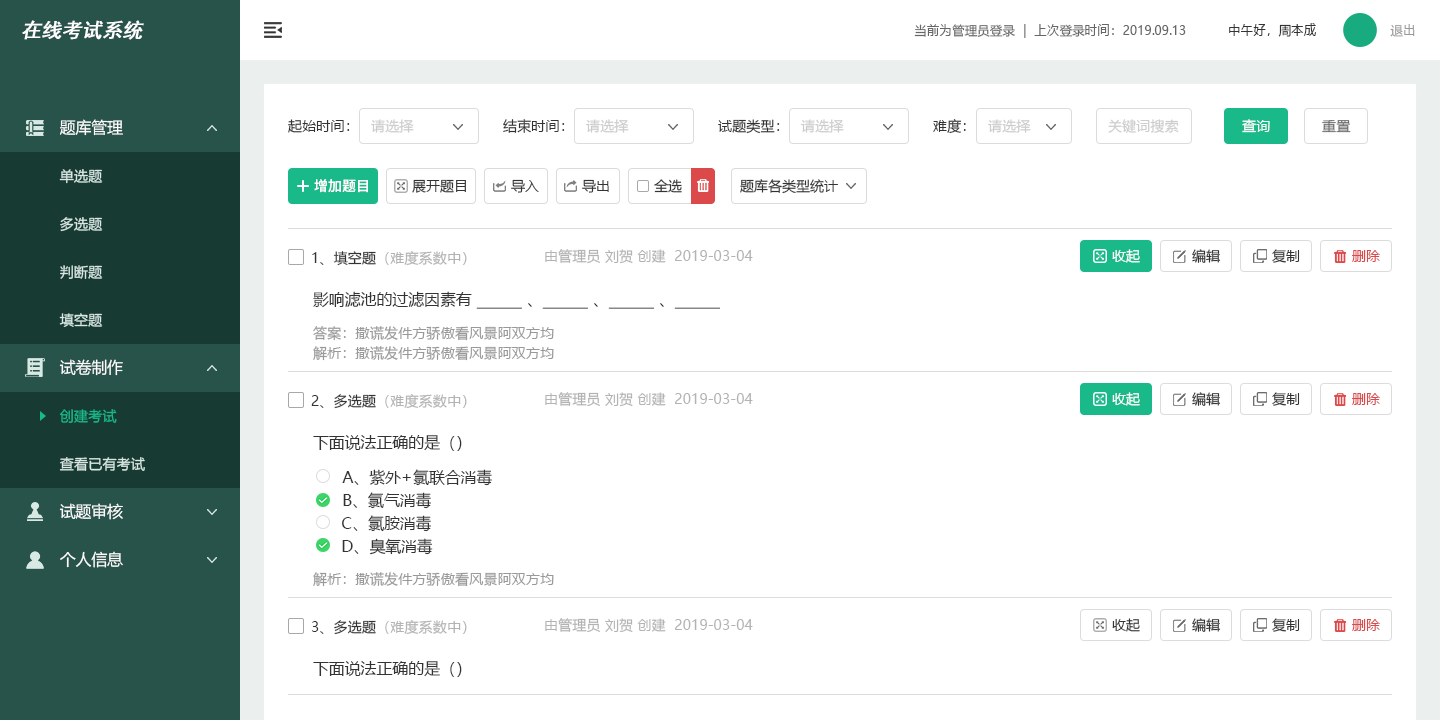 在线考试系统
当前为管理员登录 | 上次登录时间：2019.09.13 中午好，周本成 退出
题库管理
单选题
多选题
判断题
填空题
试卷制作
创建考试
查看已有考试
试题审核
个人信息
起始时间： 请选择 结束时间： 请选择 试题类型： 请选择 难度： 请选择 关键词搜索 查询 重置
增加题目 展开题目 导入 导出 全选 题库各类型统计
1、填空题（难度系数中） 由管理员 刘贺 创建 2019-03-04 收起 编辑 复制 删除
影响滤池的过滤因素有 ______ 、______ 、______ 、______
答案：撒谎发件方骄傲看风景阿双方均
解析：撒谎发件方骄傲看风景阿双方均
2、多选题（难度系数中） 由管理员 刘贺 创建 2019-03-04 收起 编辑 复制 删除
下面说法正确的是（）
A、紫外+氯联合消毒
B、氯气消毒
C、氯胺消毒
D、臭氧消毒
解析：撒谎发件方骄傲看风景阿双方均
3、多选题（难度系数中） 由管理员 刘贺 创建 2019-03-04 收起 编辑 复制 删除
下面说法正确的是（）